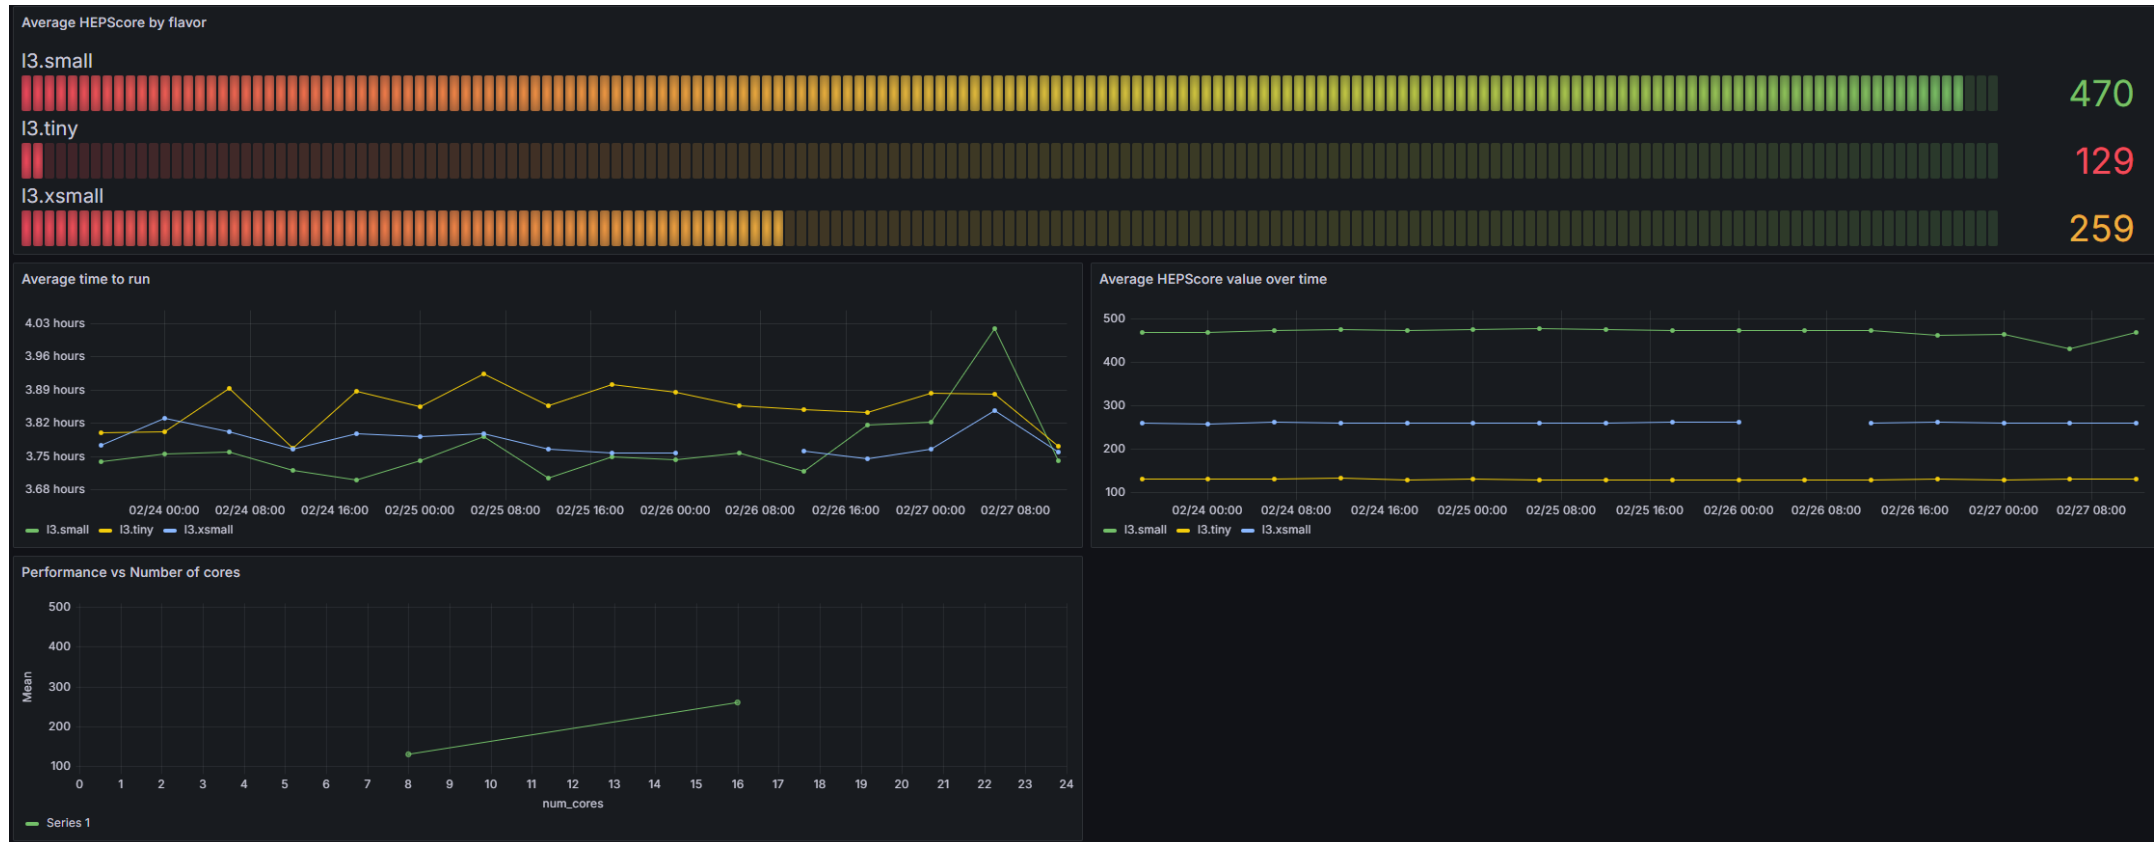 Average HEPScore by flavor
l3.small
470
l3.tiny
129
l3.xsmall
259
Average time to run
4.03 hours
3.96 hours
3.89 hours
3.82 hours
3.75 hours
3.68 hours
02/24 00:00 02/24 08:00 02/24 16:00 02/25 00:00 02/25 08:00 02/25 16:00 02/26 00:00 02/26 08:00 02/26 16:00 02/27 00:00 02/27 08:00
l3.small l3.tiny l3.xsmall
Average HEPScore value over time
500
400
300
200
100
02/24 00:00 02/24 08:00 02/24 16:00 02/25 00:00 02/25 08:00 02/25 16:00 02/26 00:00 02/26 08:00 02/26 16:00 02/27 00:00 02/27 08:00
l3.small l3.tiny l3.xsmall
Performance vs Number of cores
Mean
500
400
300
200
100
0 1 2 3 4 5 6 7 8 9 10 11 12 13 14 15 16 17 18 19 20 21 22 23 24
num_cores
Series 1